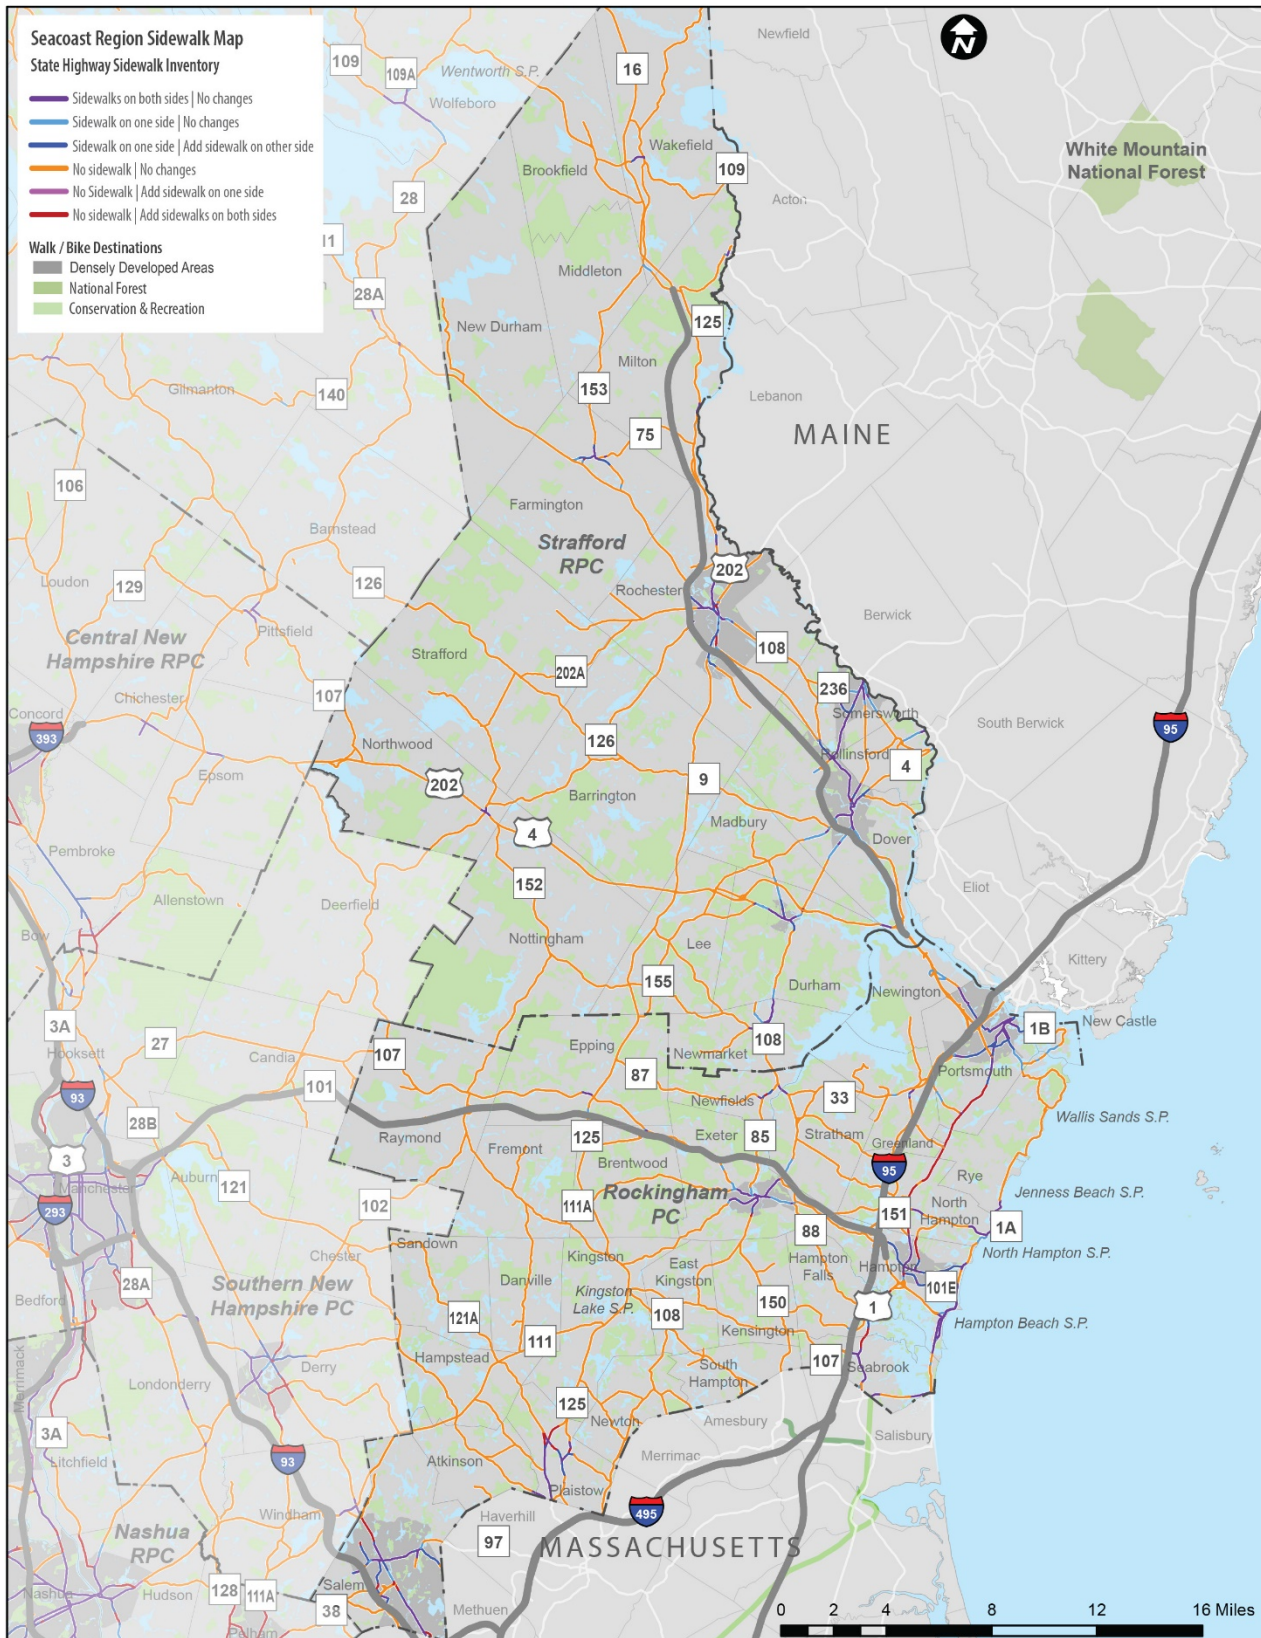 Seacoast Region Sidewalk Map
State Highway Sidewalk Inventory
Sidewalks on both sides | No changes
Sidewalk on one side | No changes
Sidewalk on one side | Add sidewalk on other side
No sidewalk | No changes
No Sidewalk | Add sidewalk on one side
No sidewalk | Add sidewalks on both sides
Walk / Bike Destinations
Densely Developed Areas
National Forest
Conservation & Recreation
N
Newfield
109
109A
Wentworth S.P.
16
Wolfeboro
Wakefield
White Mountain
National Forest
Brookfield
109
28
Acton
11
Middleton
28A
New Durham
125
Milton
Gilmanton
140
153
Lebanon
75
MAINE
106
Farmington
Barnstead
Strafford
RPC
202
Loudon
129
126
Rochester
Berwick
Pittsfield
Central New
Hampshire RPC
Strafford
108
202A
236
107
Chichester
Somersworth
South Berwick
Concord
393
Northwood
126
Rollinsford
95
Epsom
202
9
4
Barrington
Madbury
4
Dover
Pembroke
152
Eliot
Allenstown
Deerfield
Bow
Nottingham
Lee
Kittery
155
Durham
Newington
3A
27
Hooksett
Candia
107
Epping
Newmarket
108
1B
New Castle
101
87
Portsmouth
93
28B
Newfields
33
Wallis Sands S.P.
Raymond
Fremont
125
Exeter
85
Stratham
Greenland
3
Manchester
Auburn
121
Brentwood
95
Rye
293
102
Rockingham
PC
111A
151
North
Hampton
Jenness Beach S.P.
1A
Chester
Sandown
Kingston
88
North Hampton S.P.
28A
Southern New
Hampshire PC
Danville
East
Kingston
Hampton
Falls
Hampton
101E
Bedford
Kingston
Lake S.P.
150
1
121A
108
Hampton Beach S.P.
Kensington
111
Derry
Hampstead
107
Seabrook
Merrimack
Londonderry
South
Hampton
125
3A
Newton
Amesbury
Salisbury
Litchfield
93
Atkinson
Merrimac
Plaistow
Windham
Haverhill
495
Nashua
RPC
97
MASSACHUSETTS
Nashua
Hudson
128
111A
Salem
38
Methuen
Pelham
0 2 4 8 12 16 Miles